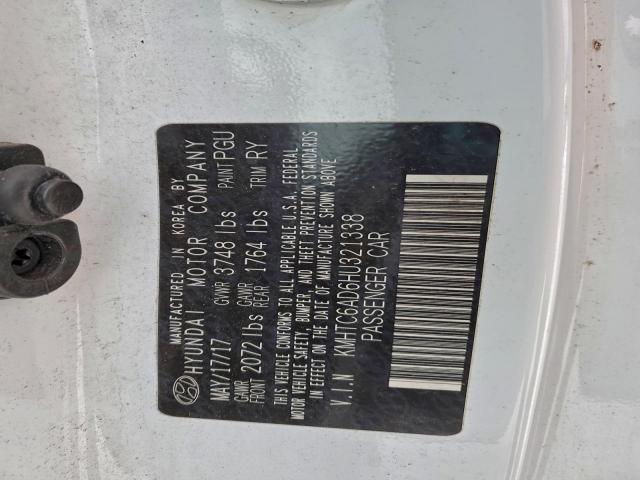 MANUFACTURED IN KOREA BY
HYUNDAI MOTOR COMPANY
MAY/17/17 GVWR 3748 lbs PAINT PGU
GAWR FRONT 2072 lbs GAWR REAR 1764 lbs TRIM RY
THIS VEHICLE CONFORMS TO ALL APPLICABLE U.S.A. FEDERAL
MOTOR VEHICLE SAFETY, BUMPER, AND THEFT PREVENTION STANDARDS
IN EFFECT ON THE DATE OF MANUFACTURE SHOWN ABOVE
V.I.N KMHTC6AD6HU321338
PASSENGER CAR